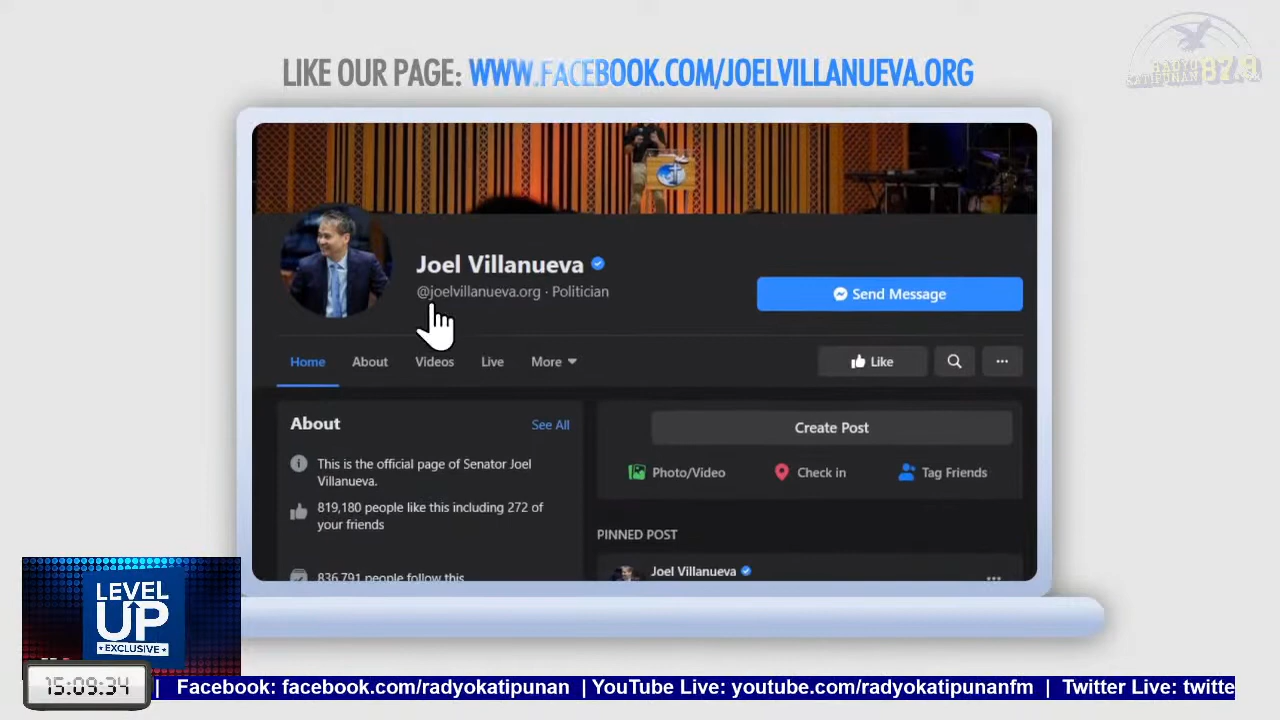 LIKE OUR PAGE: WWW.FACEBOOK.COM/JOELVILLANUEVA.ORG
RADYO
KATIPUNAN 87.9
Joel Villanueva
@joelvillanueva.org · Politician
Send Message
Home About Videos Live More
Like
About
See All
This is the official page of Senator Joel
Villanueva.
819,180 people like this including 272 of
your friends
836,791 people follow this
Create Post
Photo/Video Check in Tag Friends
PINNED POST
Joel Villanueva
LEVEL
UP
EXCLUSIVE
15:09:34
| Facebook: facebook.com/radyokatipunan | YouTube Live: youtube.com/radyokatipunanfm | Twitter Live: twitte